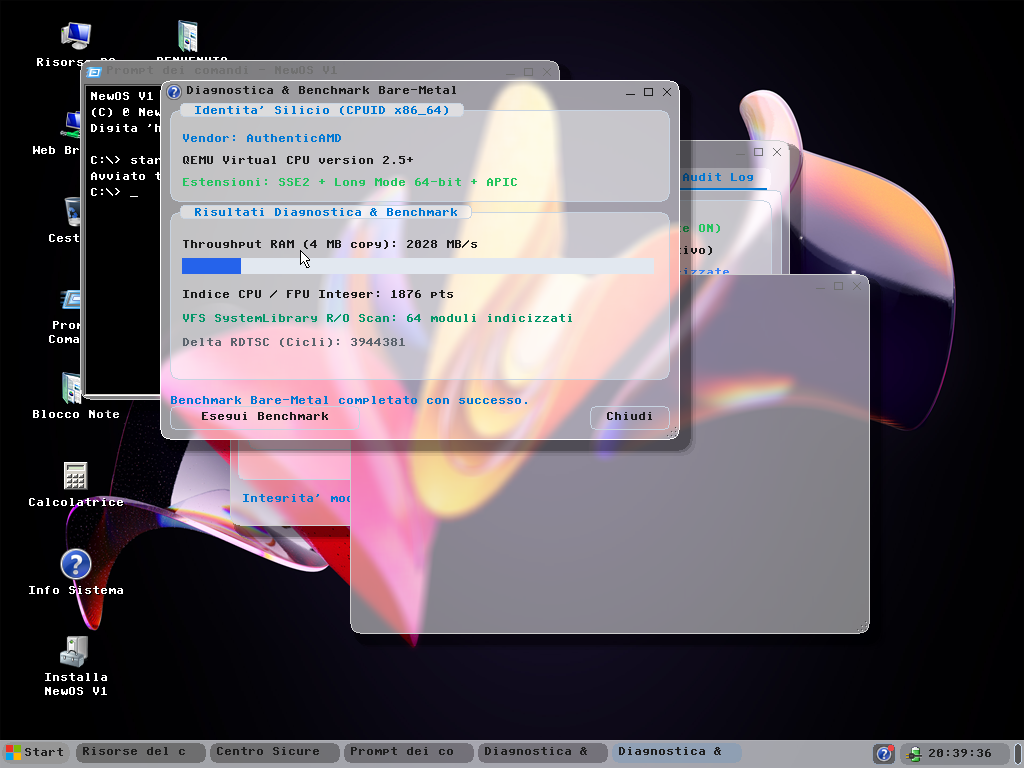 Prompt dei comandi - NewOS V1
Diagnostica & Benchmark Bare-Metal
Identita' Silicio (CPUID x86_64)
Vendor: AuthenticAMD
QEMU Virtual CPU version 2.5+
Estensioni: SSE2 + Long Mode 64-bit + APIC
Risultati Diagnostica & Benchmark
Throughput RAM (4 MB copy): 2028 MB/s
Indice CPU / FPU Integer: 1876 pts
VFS SystemLibrary R/O Scan: 64 moduli indicizzati
Delta RDTSC (Cicli): 3944381
Benchmark Bare-Metal completato con successo.
Esegui Benchmark
Chiudi
NewOS V1
(C) @ New
Digita 'h
C:\> star
Avviato t
C:\> _
Audit Log
e ON)
tivo)
izzate
Integrita' mo
Risors
BENVENUTO
Web Br
Cest
Pro
Coma
Blocco Note
Calcolatrice
Info Sistema
Installa
NewOS V1
Start
Risorse del c
Centro Sicure
Prompt dei co
Diagnostica &
Diagnostica &
20:39:36